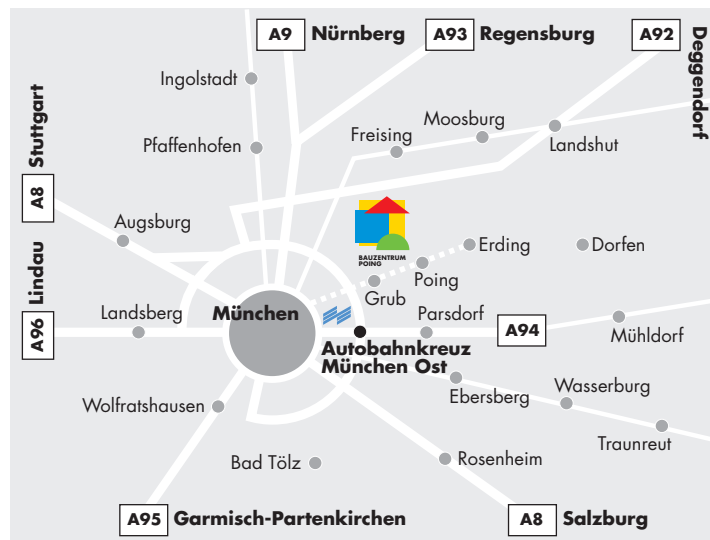 A9 Nürnberg
A93 Regensburg
A92
Deggendorf
Ingolstadt
Moosburg
Freising
Landshut
Pfaffenhofen
A8 Stuttgart
Augsburg
BAUZENTRUM
POING
Erding
Dorfen
Poing
Grub
A96 Lindau
Landsberg
München
Parsdorf
A94
Mühldorf
Autobahnkreuz
München Ost
Ebersberg
Wasserburg
Traunreut
Wolfratshausen
Bad Tölz
Rosenheim
A95 Garmisch-Partenkirchen
A8 Salzburg